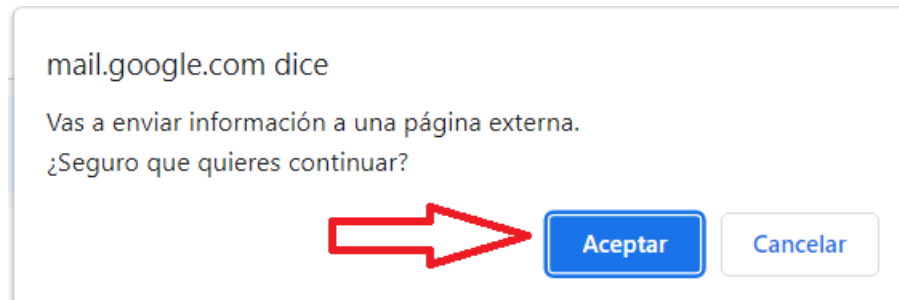 mail.google.com dice
Vas a enviar información a una página externa.
¿Seguro que quieres continuar?
Aceptar Cancelar